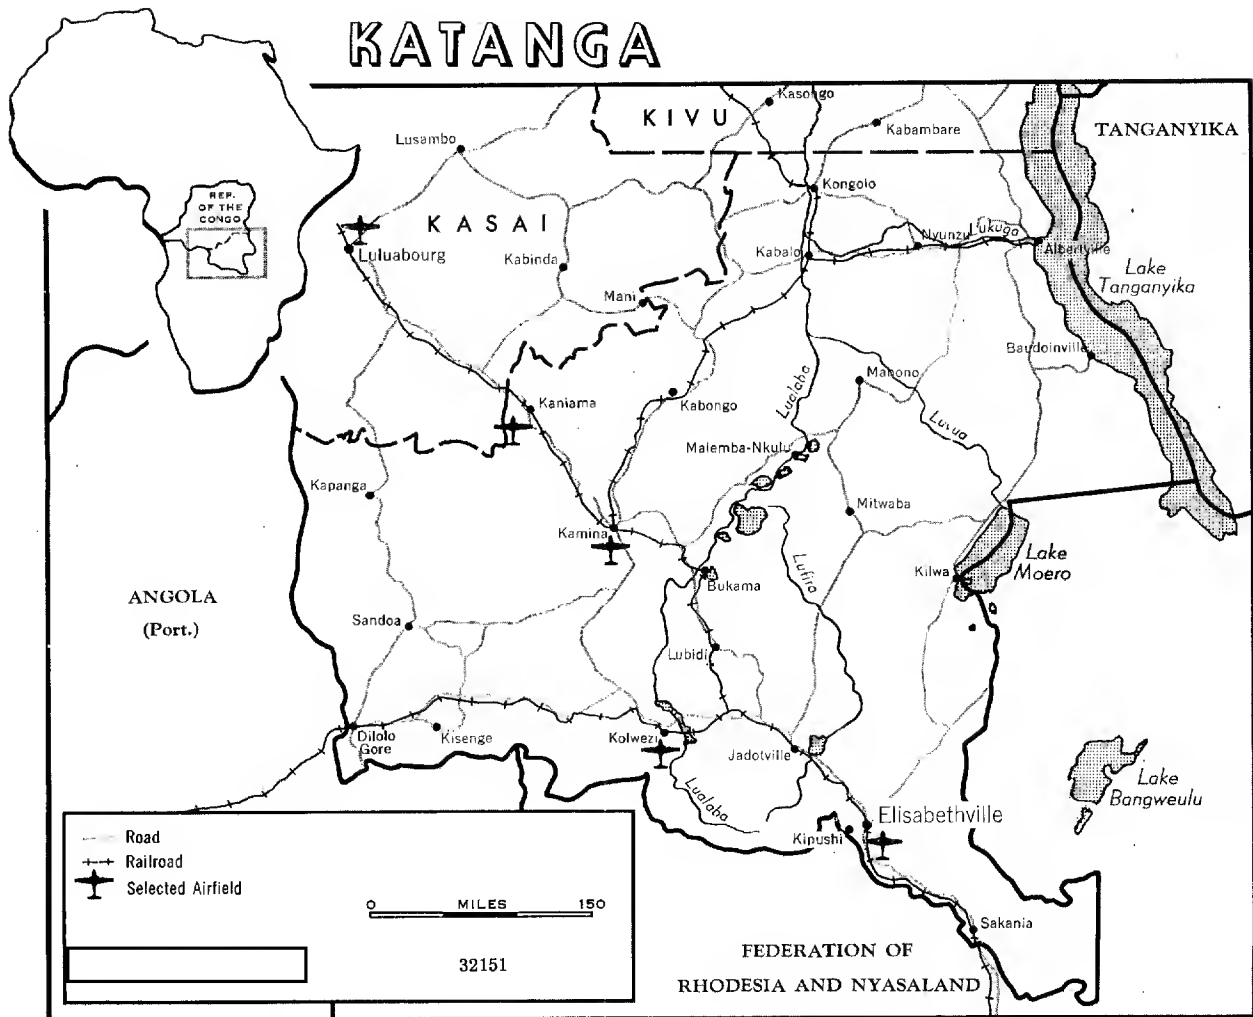 KATANGA
REP.
OF THE
CONGO
KIVU
Kasongo
Kabambare
TANGANYIKA
Lusambo
Kongolo
KASAI
Luluabourg
Kabinda
Kabalo
Nyunzu
Lukuga
Albertville
Lake
Tanganyika
Mani
Baudoinville
Manono
Lualaba
Kaniama
Kabongo
Luvua
Malemba-Nkulu
Kapanga
Mitwaba
Kamina
Lake
Moero
Lufira
Kilwa
Bukama
ANGOLA
(Port.)
Sandoa
Lubidi
Dilolo
Gore
Kisenge
Kolwezi
Jadotville
Lualaba
Lake
Bangweulu
Elisabethville
Kipushi
Sakania
FEDERATION OF
RHODESIA AND NYASALAND
Road
Railroad
Selected Airfield
0 MILES 150
32151